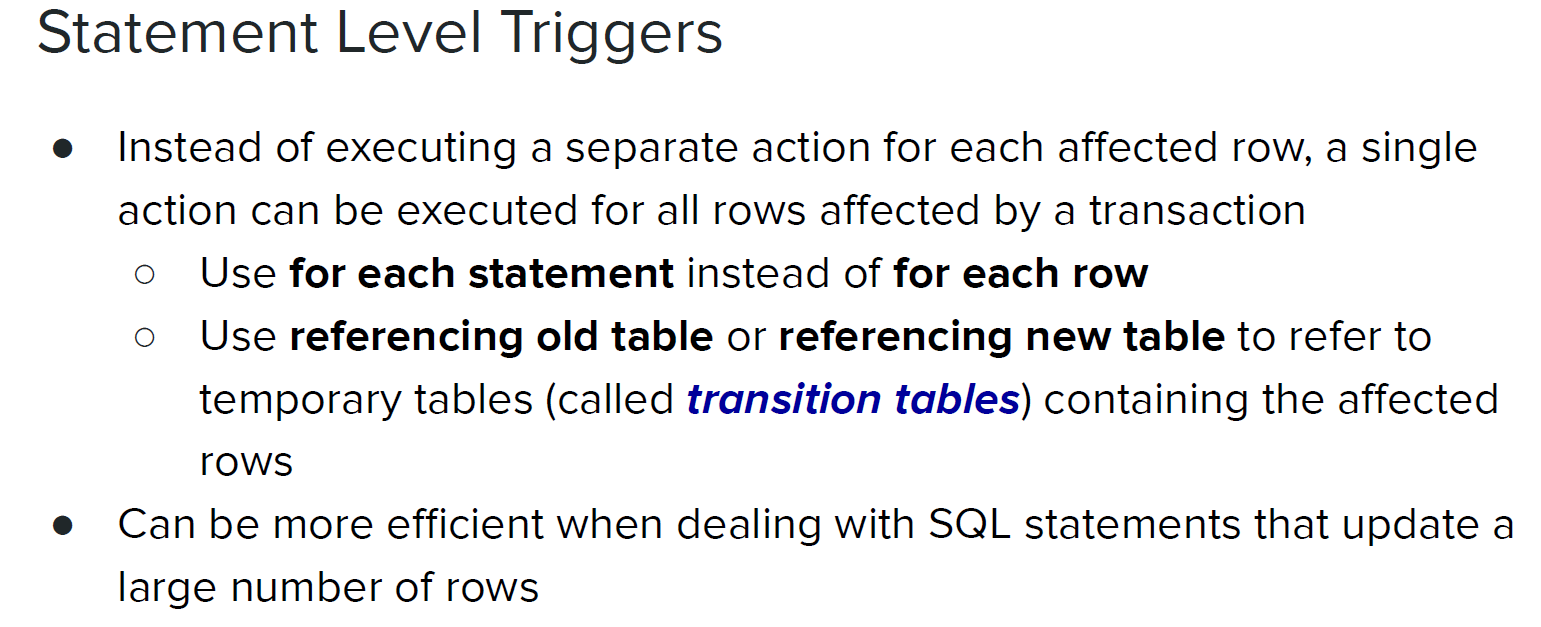 Statement Level Triggers
● Instead of executing a separate action for each affected row, a single
action can be executed for all rows affected by a transaction
○ Use for each statement instead of for each row
○ Use referencing old table or referencing new table to refer to
temporary tables (called transition tables) containing the affected
rows
● Can be more efficient when dealing with SQL statements that update a
large number of rows